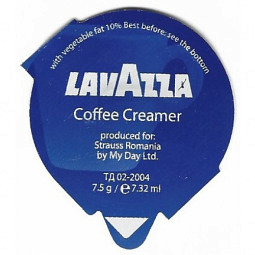 with vegetable fat 10% Best before: see the bottom
LAVAZZA
Coffee Creamer
produced for:
Strauss Romania
by My Day Ltd.
ТД 02-2004
7.5 g / ℮ 7.32 ml